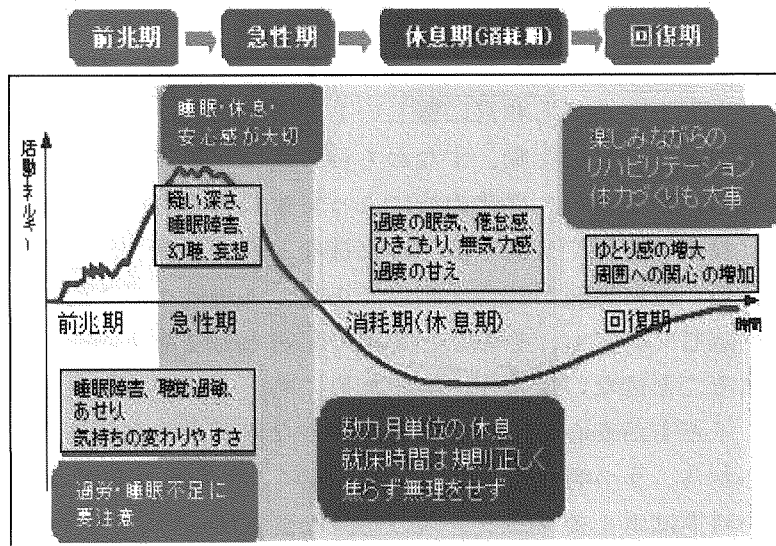 前兆期
急性期
休息期(消耗期)
回復期
活動エネルギー
睡眠・休息・
安心感が大切
疑い深さ、
睡眠障害、
幻聴、妄想
楽しみながらの
リハビリテーション
体力づくりも大事
過度の眠気、倦怠感、
ひきこもり、無気力感、
過度の甘え
ゆとり感の増大
周囲への関心の増加
前兆期
急性期
消耗期(休息期)
回復期
時間
睡眠障害、聴覚過敏、
あせり、
気持ちの変わりやすさ
過労・睡眠不足に
要注意
数カ月単位の休息
就床時間は規則正しく
焦らず無理をせず